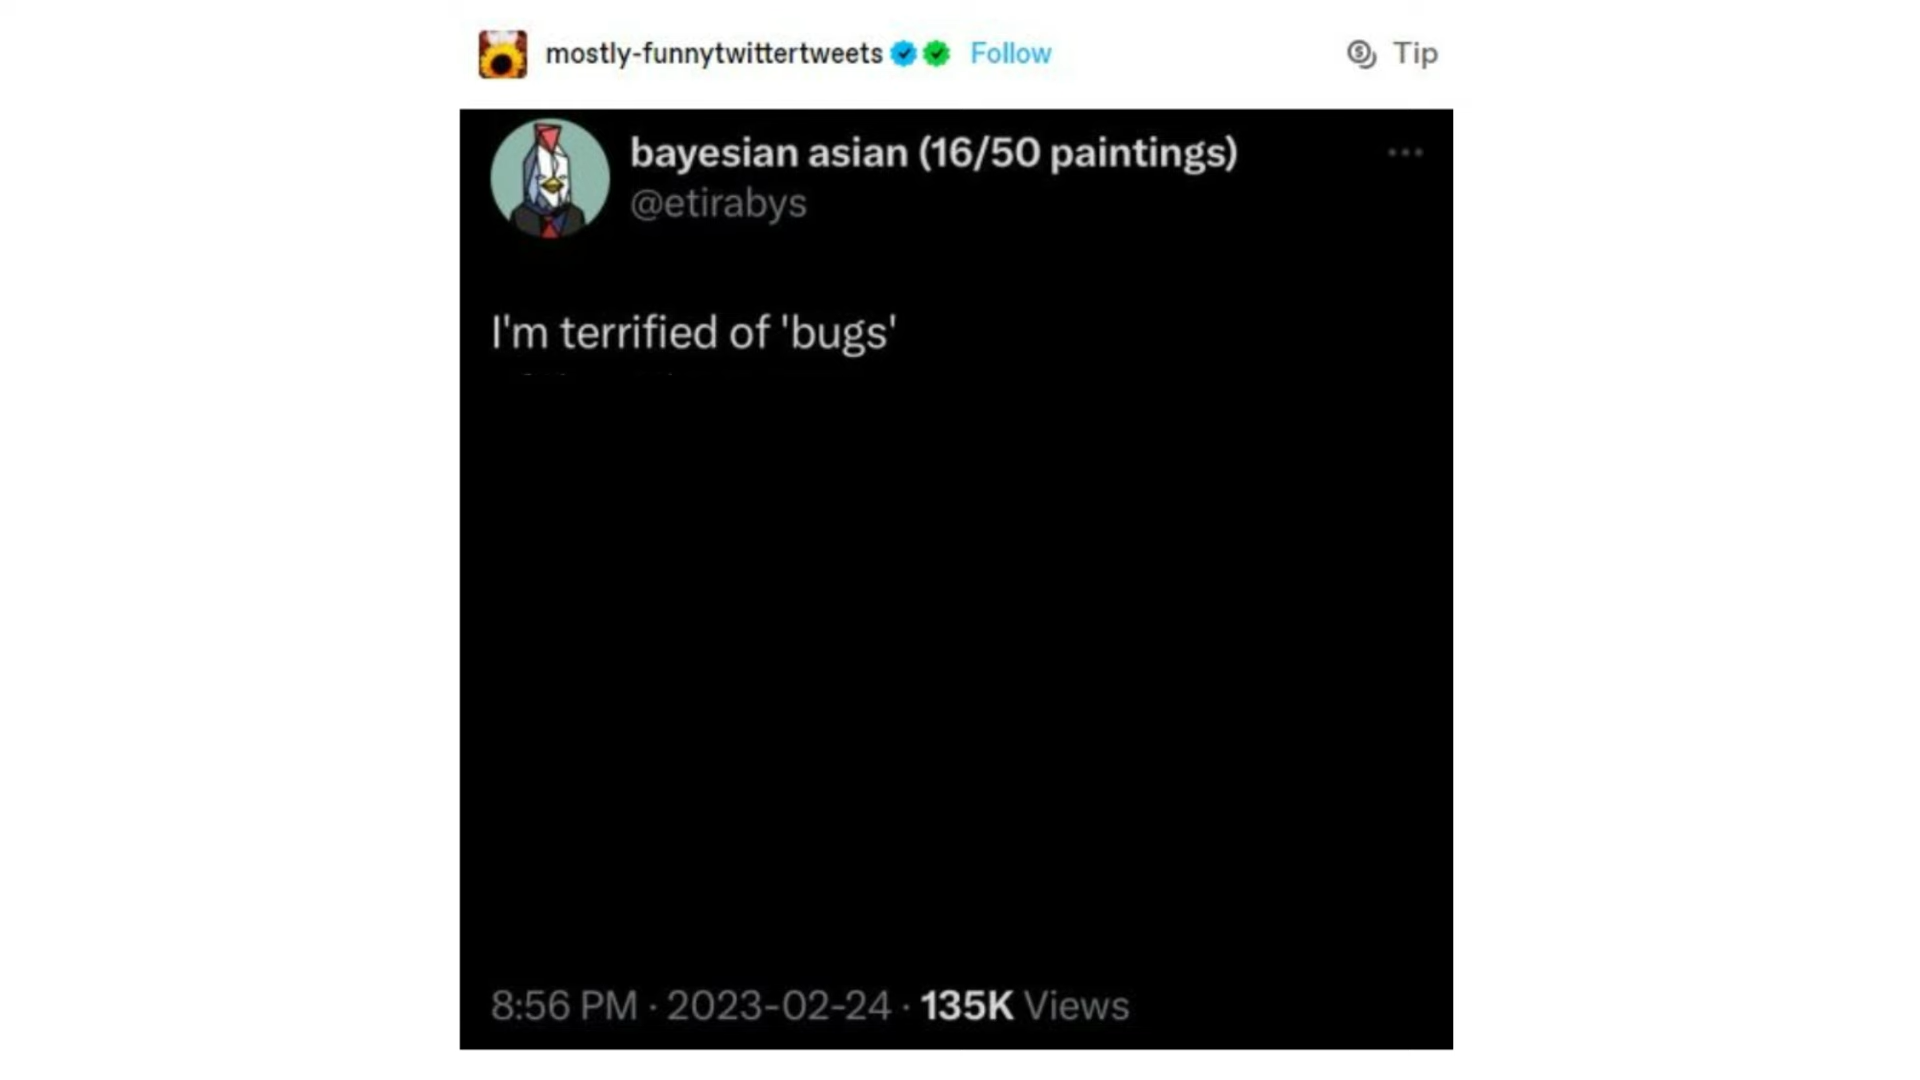 mostly-funnytwittertweets Follow Tip
bayesian asian (16/50 paintings)
@etirabys
I'm terrified of 'bugs'
8:56 PM · 2023-02-24 · 135K Views